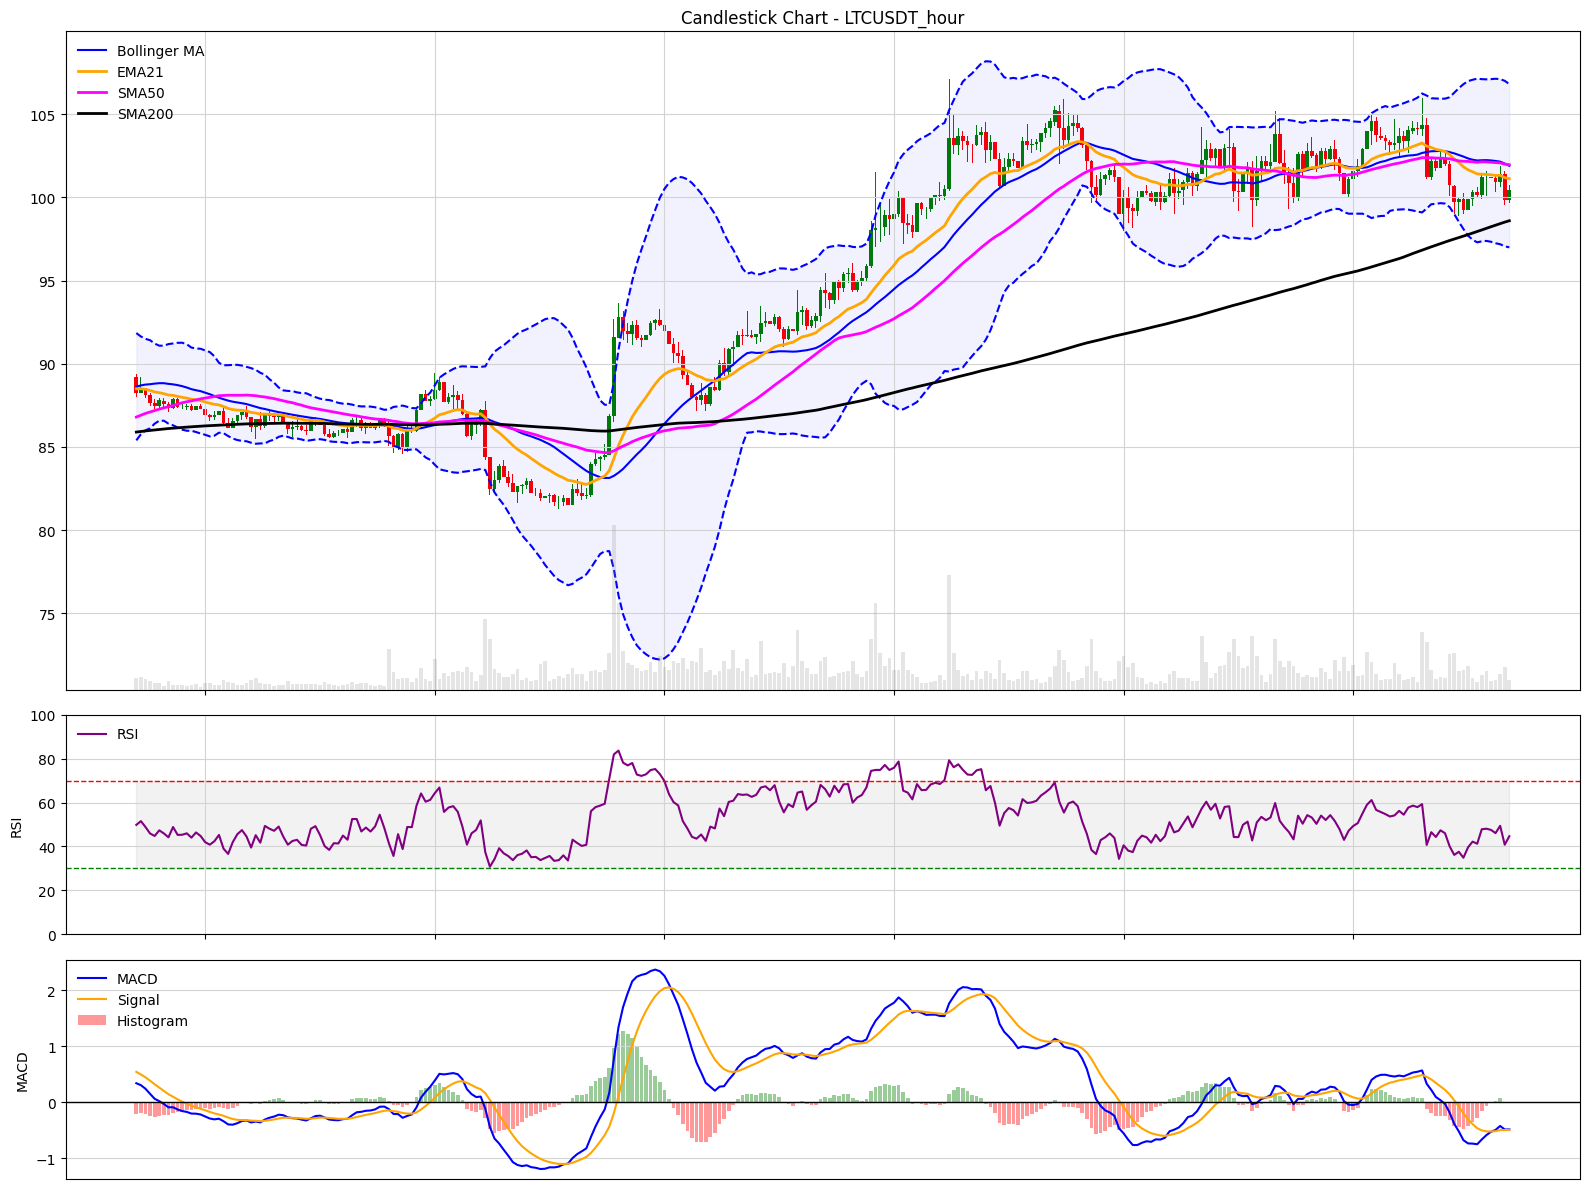 Candlestick Chart - LTCUSDT_hour
Bollinger MA
EMA21
SMA50
SMA200
105
100
95
90
85
80
75
RSI
100
80
60
40
20
0
RSI
MACD
Signal
Histogram
2
1
0
−1
MACD